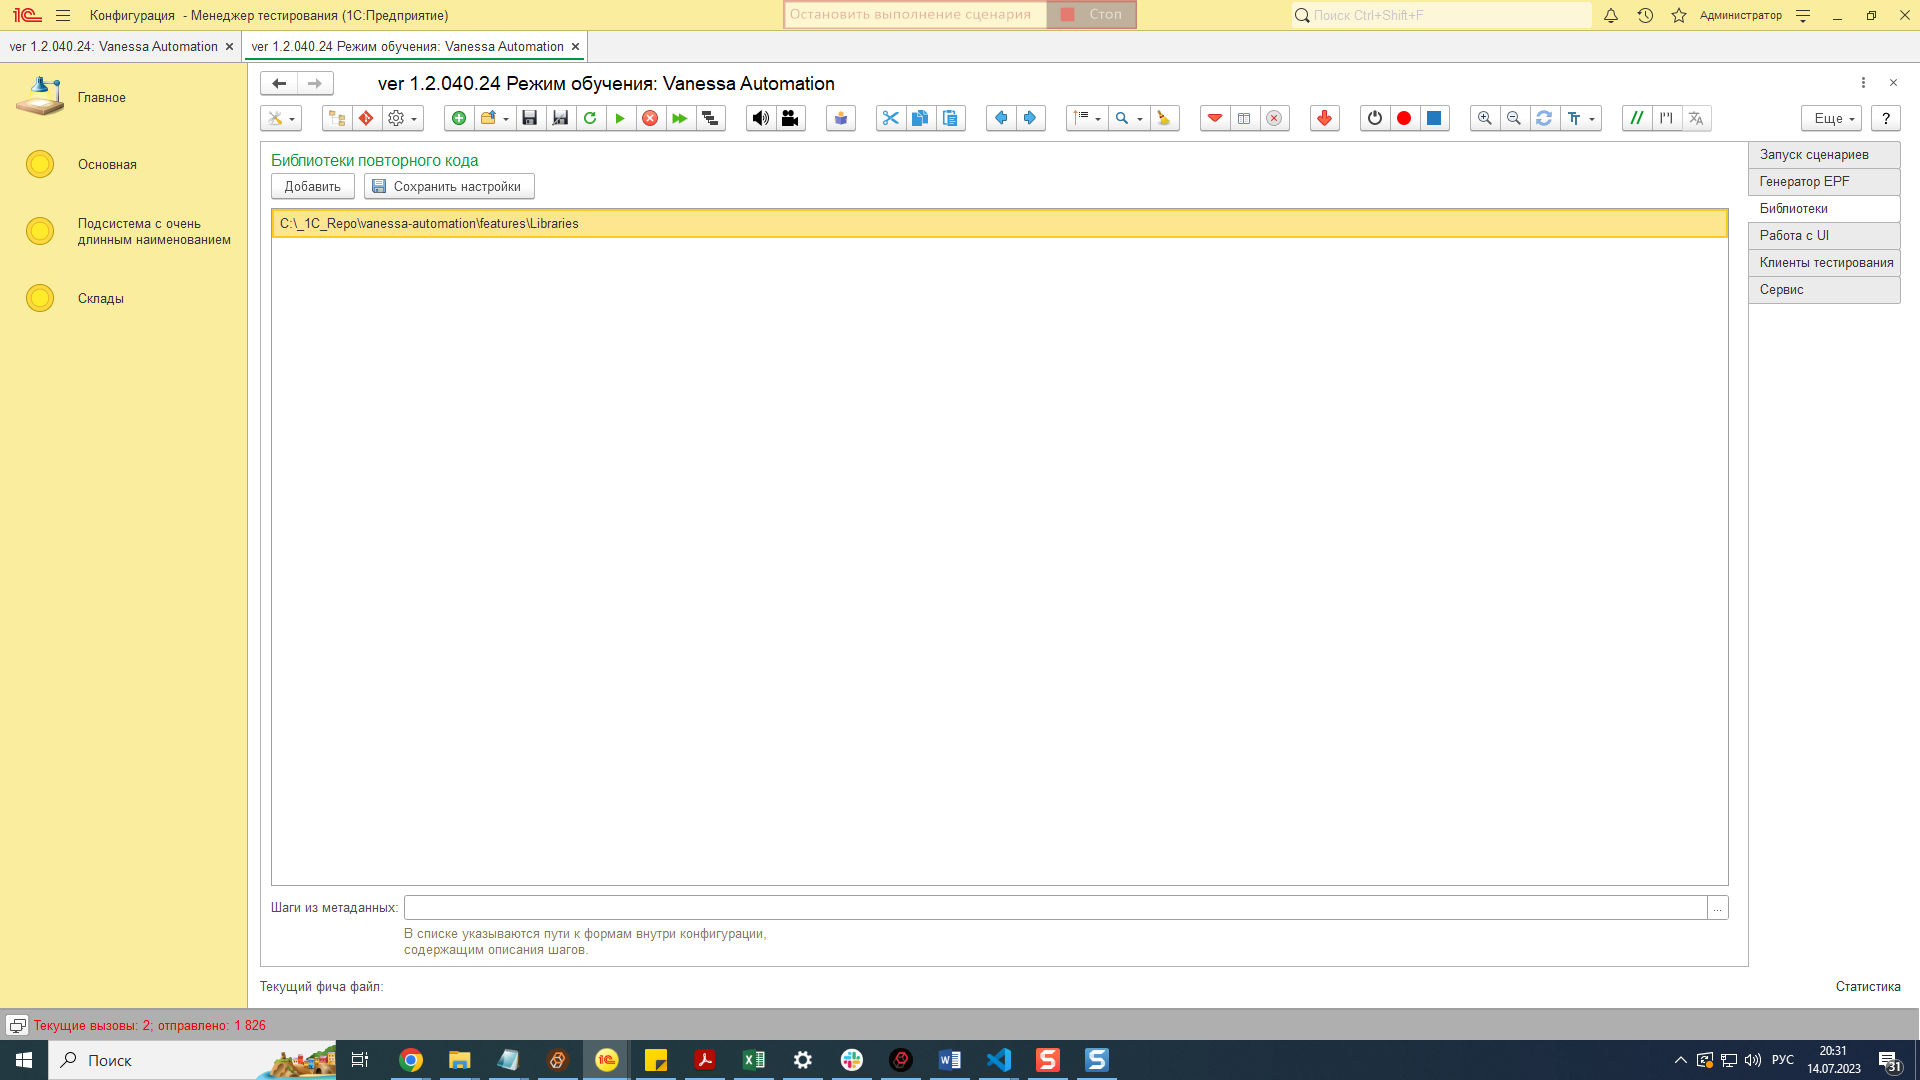 Конфигурация - Менеджер тестирования (1С:Предприятие)
Остановить выполнение сценария
Стоп
Поиск Ctrl+Shift+F
Администратор
ver 1.2.040.24: Vanessa Automation
ver 1.2.040.24 Режим обучения: Vanessa Automation
Главное
Основная
Подсистема с очень
длинным наименованием
Склады
ver 1.2.040.24 Режим обучения: Vanessa Automation
Еще
?
Библиотеки повторного кода
Добавить
Сохранить настройки
C:\_1C_Repo\vanessa-automation\features\Libraries
Запуск сценариев
Генератор EPF
Библиотеки
Работа с UI
Клиенты тестирования
Сервис
Шаги из метаданных:
...
В списке указываются пути к формам внутри конфигурации,
содержащим описания шагов.
Текущий фича файл:
Статистика
Текущие вызовы: 2; отправлено: 1 826
Поиск
РУС
20:31
14.07.2023
31